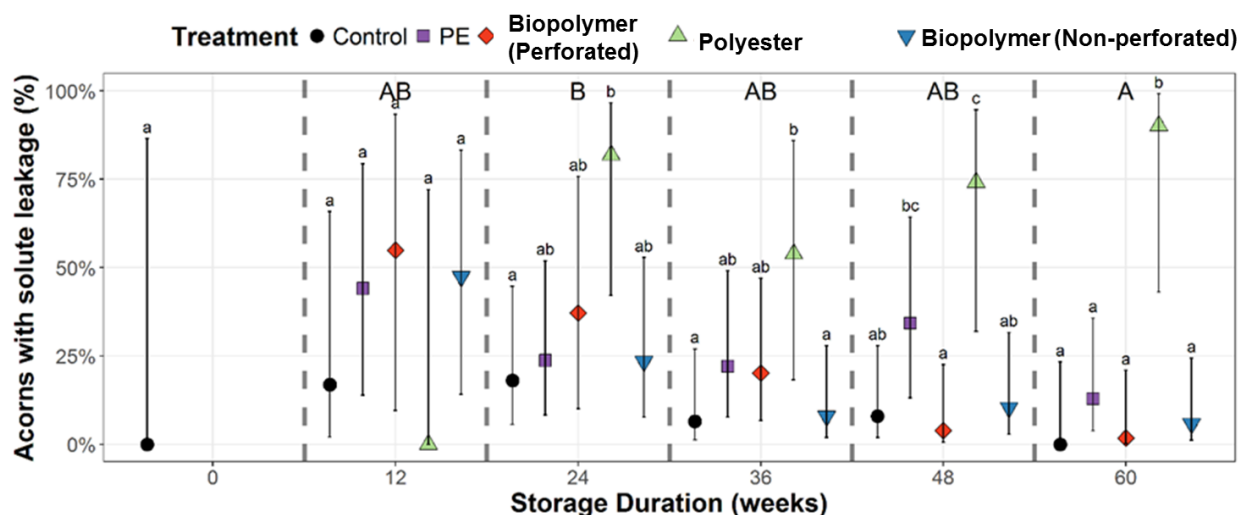 Treatment Control PE Biopolymer (Perforated) Polyester Biopolymer (Non-perforated)
Acorns with solute leakage (%)
100%
75%
50%
25%
0%
AB B AB AB A
a
a a a a a
a ab ab b ab
a ab ab b a
ab bc a c ab
a a a b a
0 12 24 36 48 60
Storage Duration (weeks)